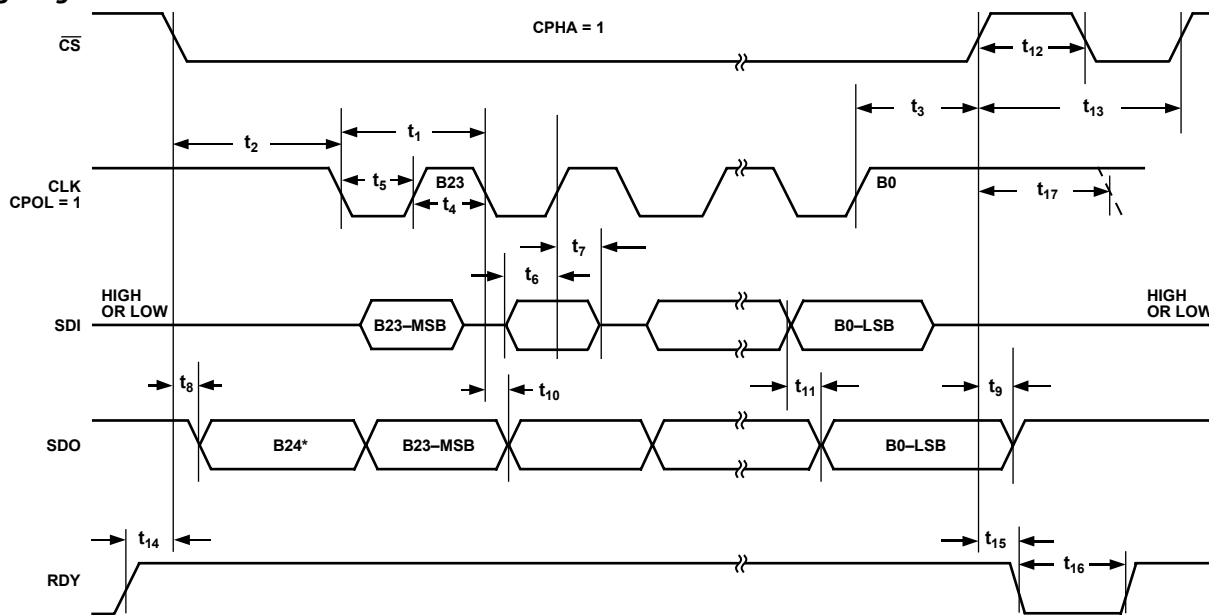 CPHA = 1
CS
t12
t3
t13
t1
t2
CLK
CPOL = 1
t5
B23
t4
B0
t17
t7
t6
HIGH
OR LOW
SDI
B23–MSB
B0–LSB
HIGH
OR LOW
t8
t10
t11
t9
SDO
B24*
B23–MSB
B0–LSB
t14
t15
t16
RDY